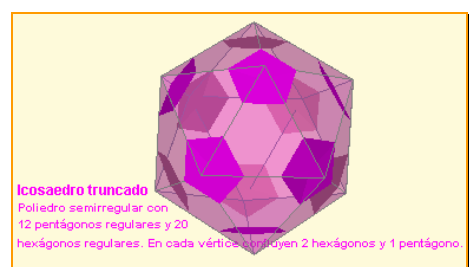 Icosaedro truncado
Poliedro semirregular con
12 pentágonos regulares y 20
hexágonos regulares. En cada vértice confluyen 2 hexágonos y 1 pentágono.